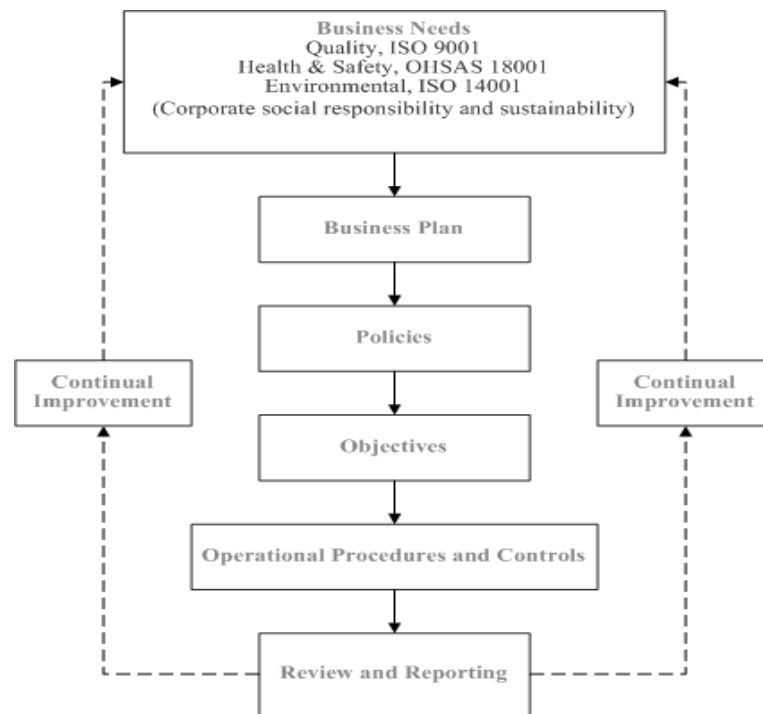 Business Needs
Quality, ISO 9001
Health & Safety, OHSAS 18001
Environmental, ISO 14001
(Corporate social responsibility and sustainability)
Business Plan
Policies
Continual
Improvement
Continual
Improvement
Objectives
Operational Procedures and Controls
Review and Reporting